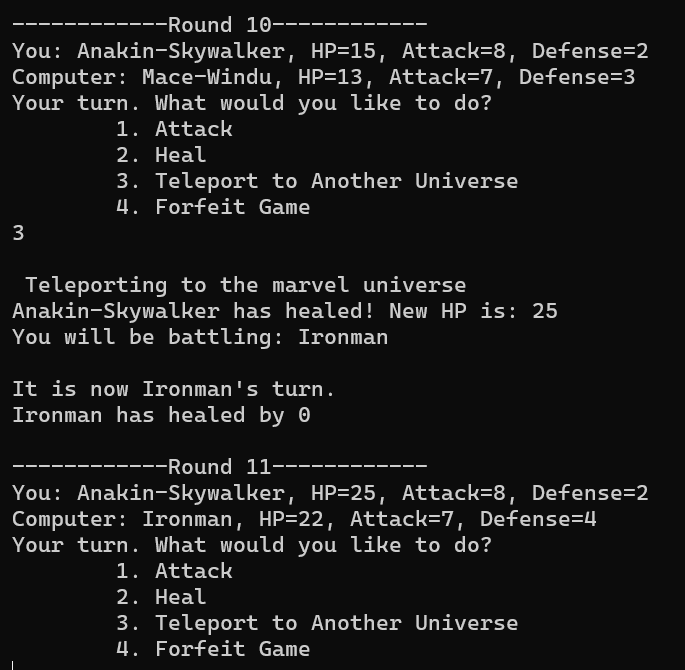 ------------Round 10------------
You: Anakin-Skywalker, HP=15, Attack=8, Defense=2
Computer: Mace-Windu, HP=13, Attack=7, Defense=3
Your turn. What would you like to do?
        1. Attack
        2. Heal
        3. Teleport to Another Universe
        4. Forfeit Game
3

 Teleporting to the marvel universe
Anakin-Skywalker has healed! New HP is: 25
You will be battling: Ironman

It is now Ironman's turn.
Ironman has healed by 0

------------Round 11------------
You: Anakin-Skywalker, HP=25, Attack=8, Defense=2
Computer: Ironman, HP=22, Attack=7, Defense=4
Your turn. What would you like to do?
        1. Attack
        2. Heal
        3. Teleport to Another Universe
        4. Forfeit Game